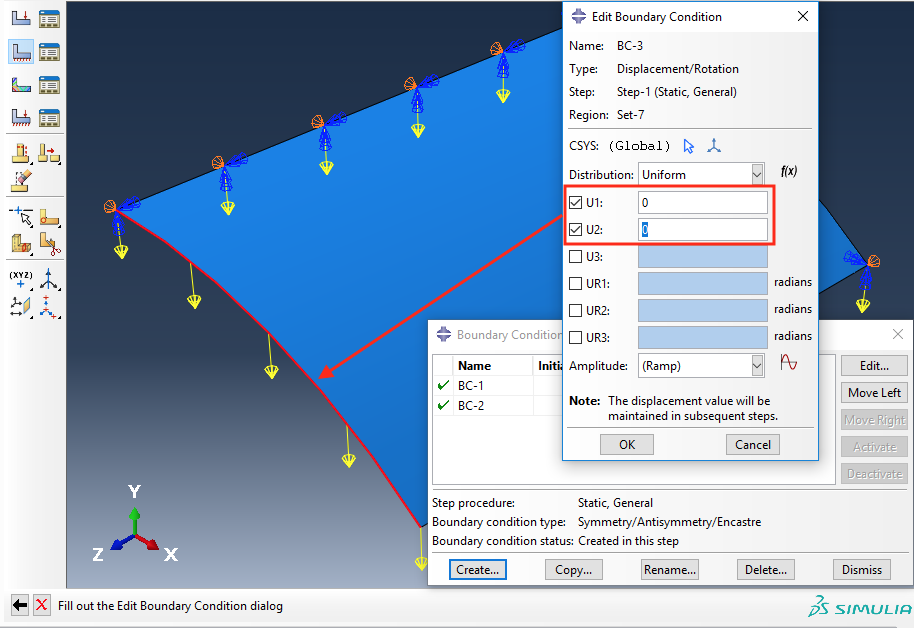 Edit Boundary Condition
Name: BC-3
Type: Displacement/Rotation
Step: Step-1 (Static, General)
Region: Set-7
CSYS: (Global)
Distribution: Uniform f(x)
U1: 0
U2: 0
U3:
UR1: radians
UR2: radians
UR3: radians
Amplitude: (Ramp)
Note: The displacement value will be
maintained in subsequent steps.
OK Cancel
(XYZ)
Boundary Condition
Name Initia
BC-1
BC-2
Edit...
Move Left
Move Right
Activate
Deactivate
Step procedure: Static, General
Boundary condition type: Symmetry/Antisymmetry/Encastre
Boundary condition status: Created in this step
Create... Copy... Rename... Delete... Dismiss
Y
Z X
Fill out the Edit Boundary Condition dialog
SIMULIA